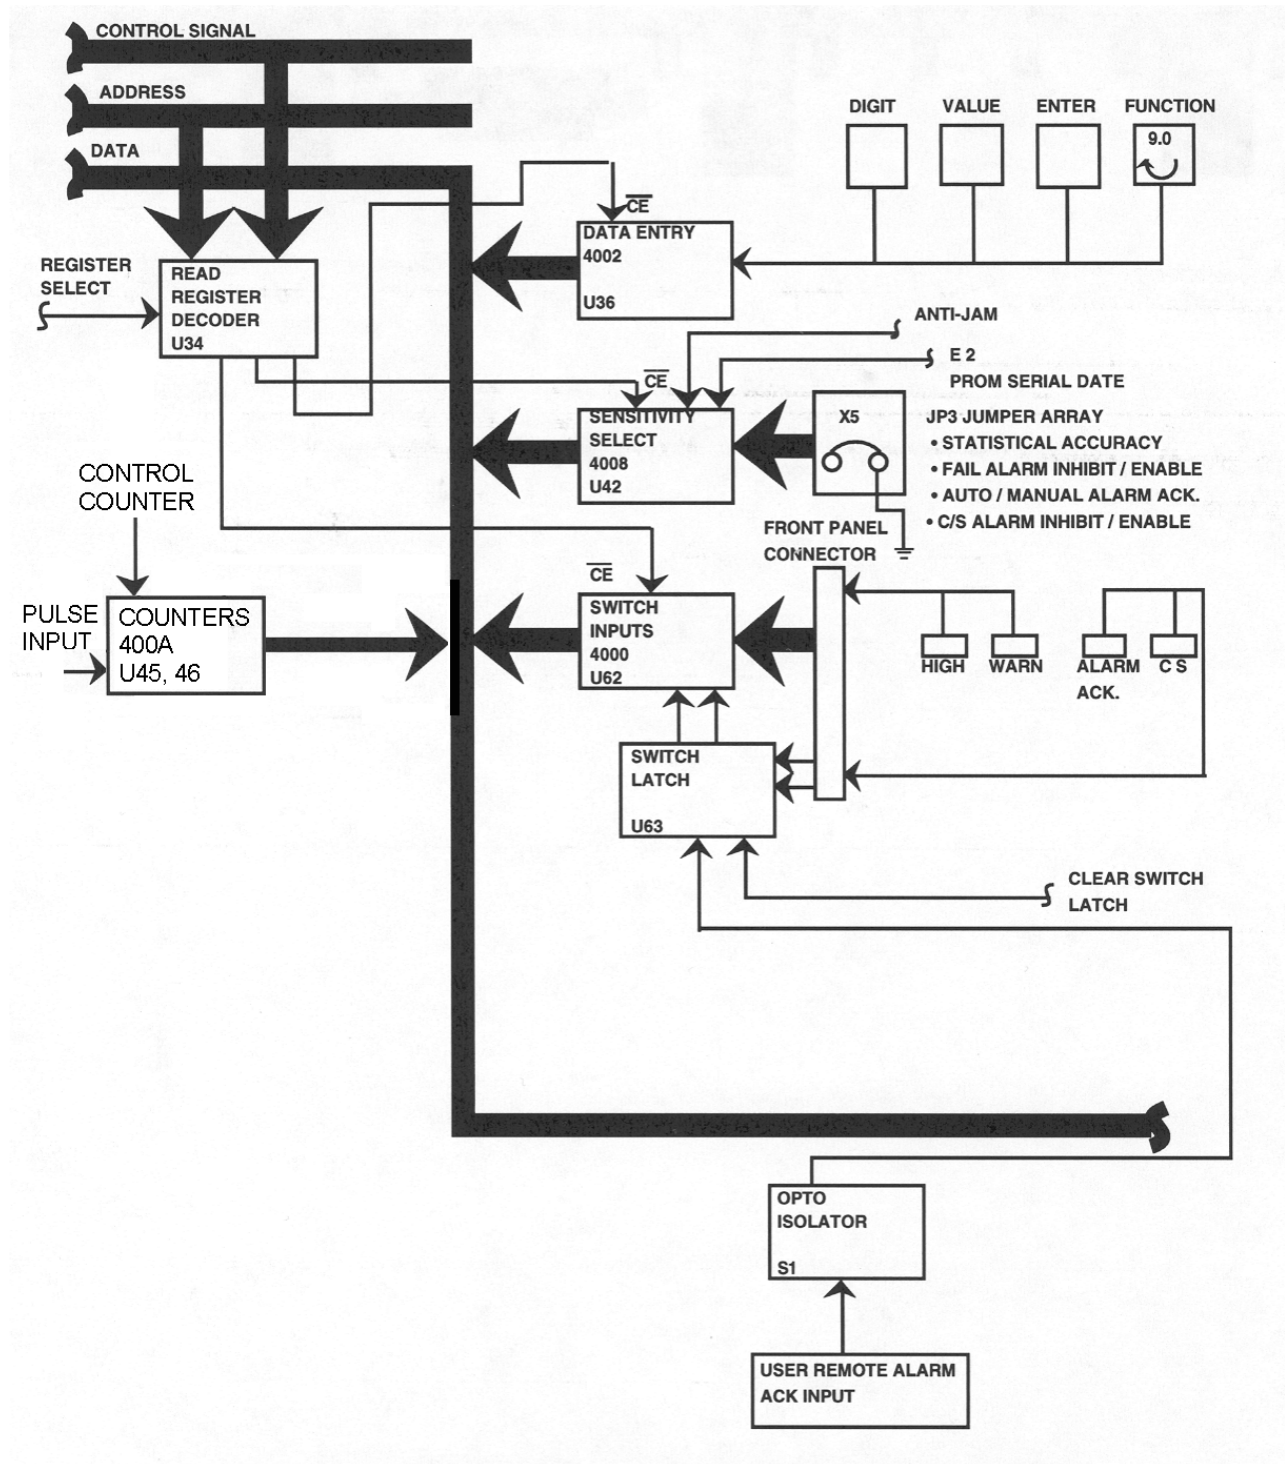 CONTROL SIGNAL
ADDRESS
DATA
DIGIT
VALUE
ENTER
FUNCTION
9.0
CE
DATA ENTRY
4002
U36
REGISTER
SELECT
READ
REGISTER
DECODER
U34
ANTI-JAM
E 2
PROM SERIAL DATE
CE
SENSITIVITY
SELECT
4008
U42
X5
JP3 JUMPER ARRAY
• STATISTICAL ACCURACY
• FAIL ALARM INHIBIT / ENABLE
• AUTO / MANUAL ALARM ACK.
• C/S ALARM INHIBIT / ENABLE
CONTROL
COUNTER
FRONT PANEL
CONNECTOR
CE
SWITCH
INPUTS
4000
U62
PULSE
INPUT
COUNTERS
400A
U45, 46
HIGH
WARN
ALARM
ACK.
C S
SWITCH
LATCH
U63
CLEAR SWITCH
LATCH
OPTO
ISOLATOR
S1
USER REMOTE ALARM
ACK INPUT